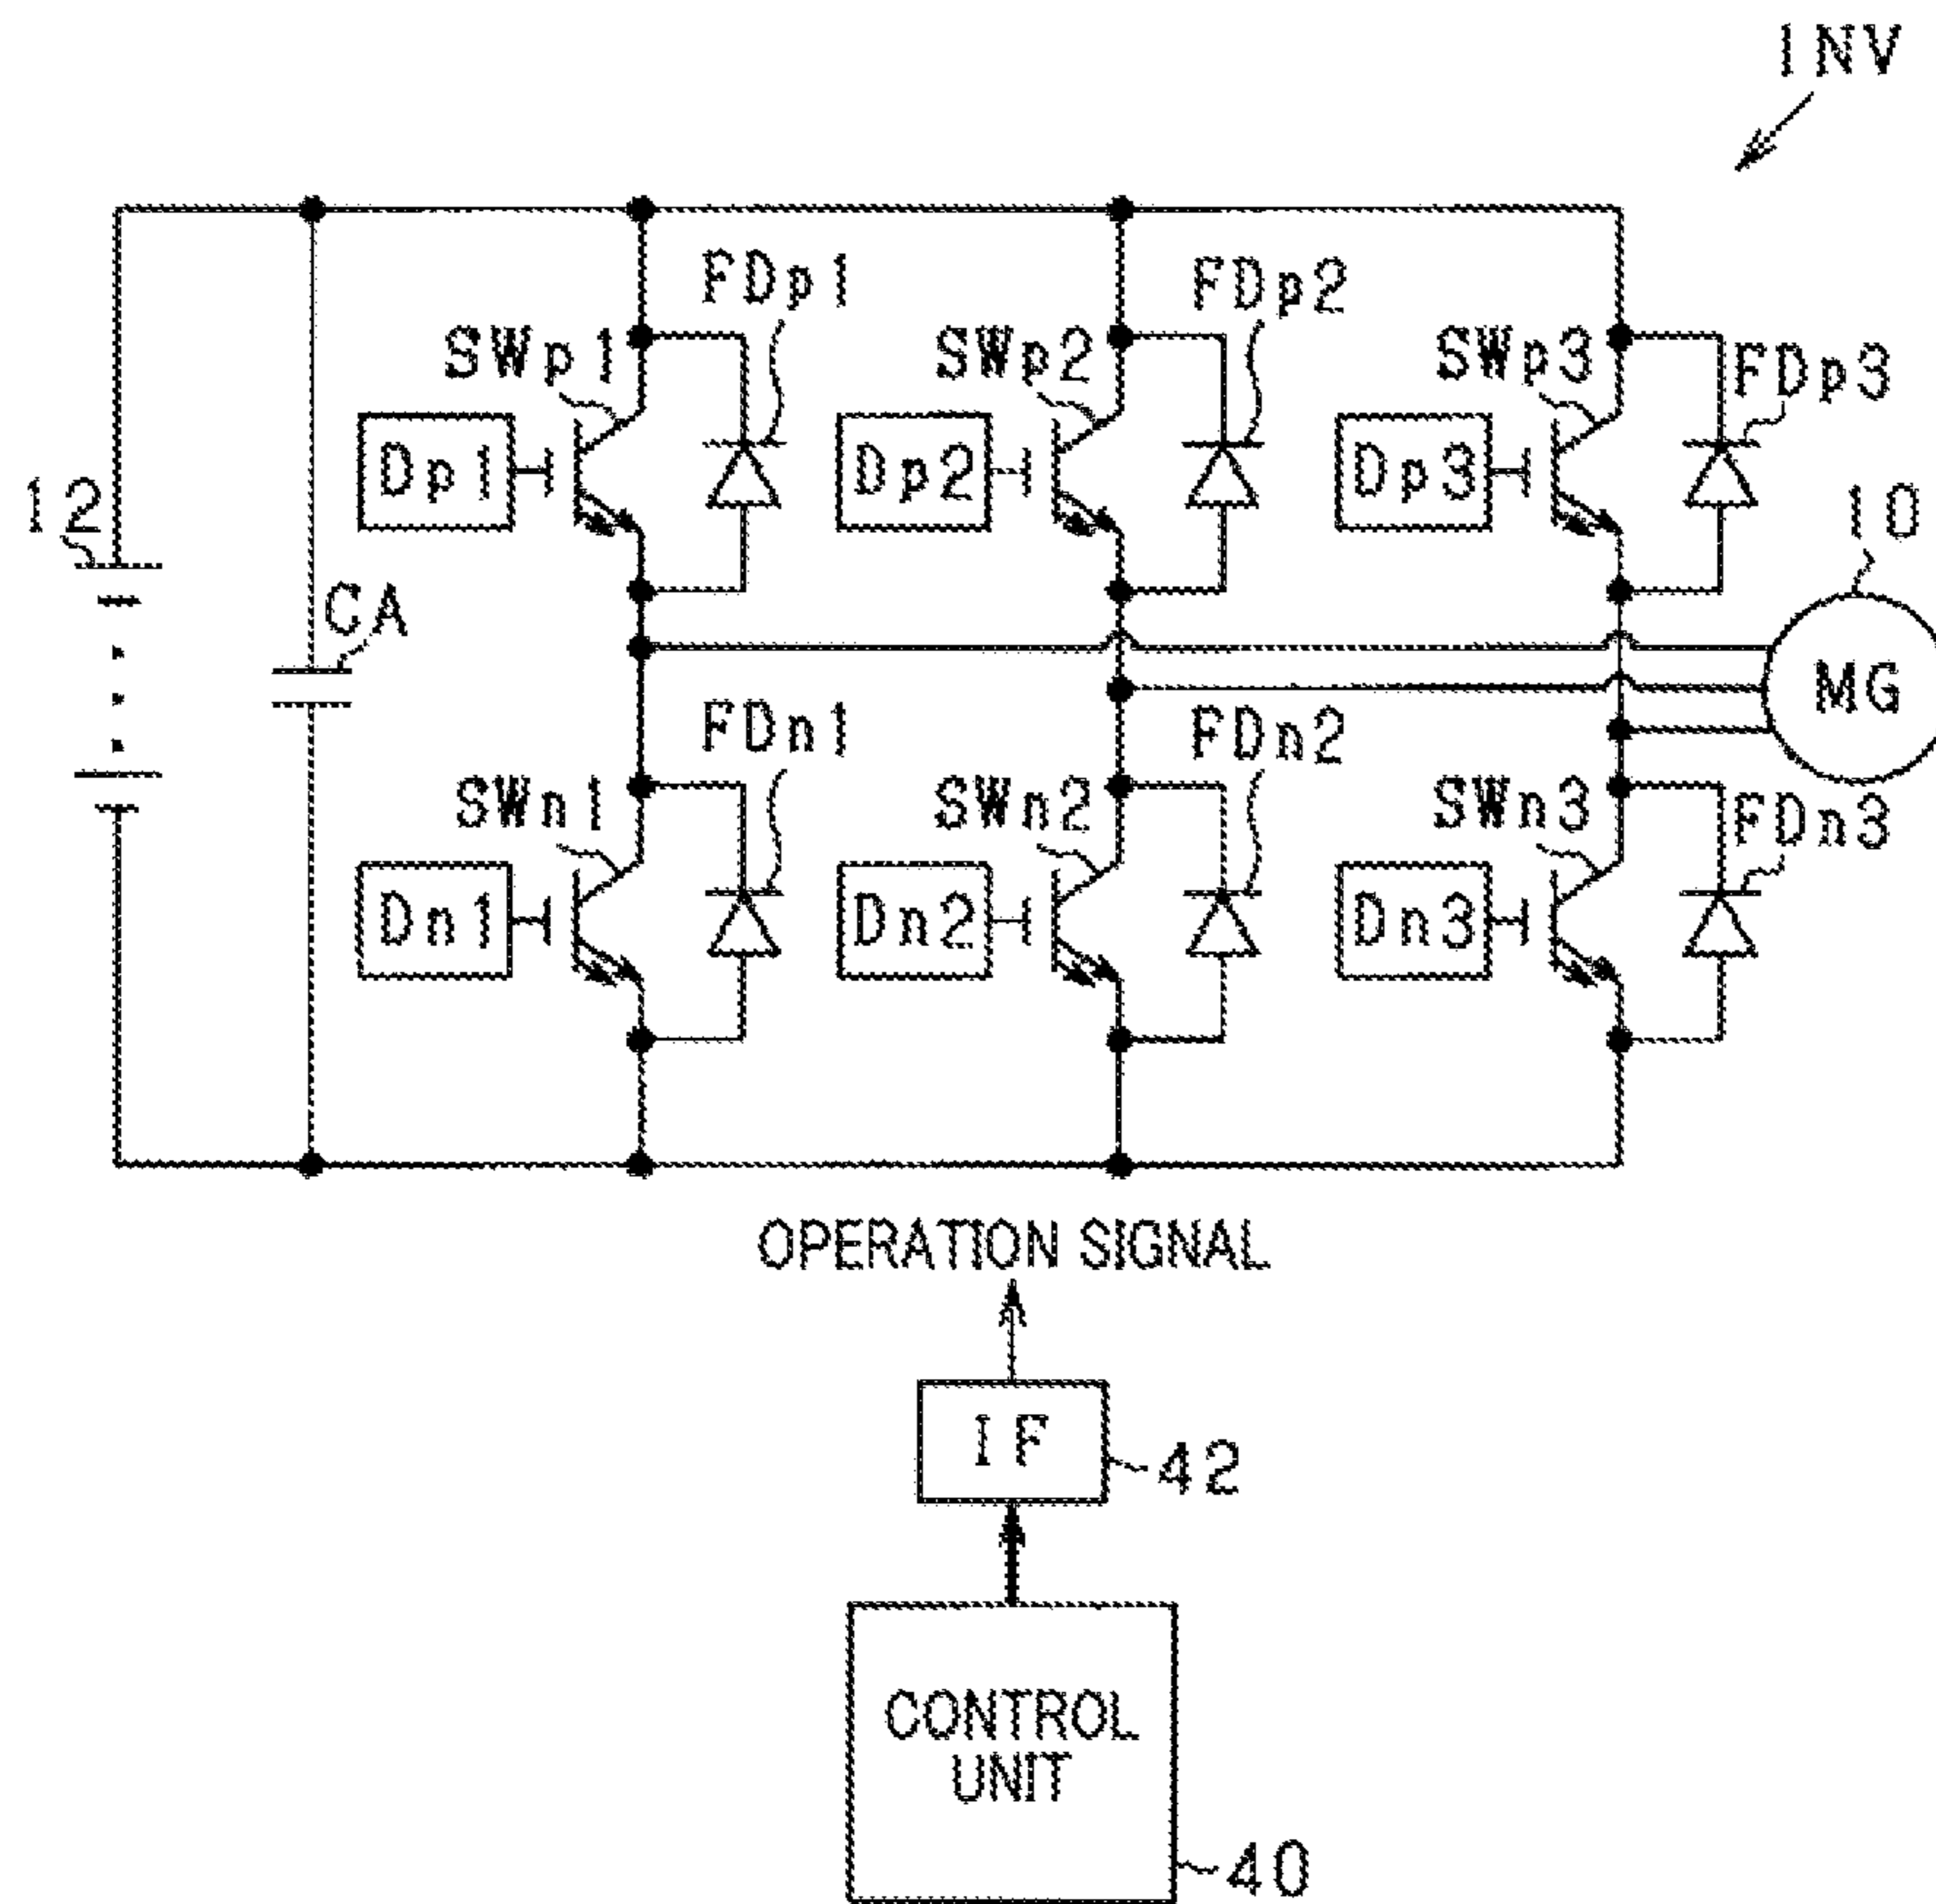 INV
FDp1
FDp2
SWp1
SWp2
SWp3
FDp3
Dp1
Dp2
Dp3
12
10
CA
MG
FDn1
FDn2
SWn1
SWn2
SWn3
FDn3
Dn1
Dn2
Dn3
OPERATION SIGNAL
IF
42
CONTROL
UNIT
40